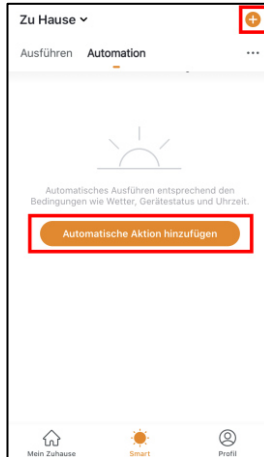 Zu Hause
Ausführen Automation ...
Automatisches Ausführen entsprechend den
Bedingungen wie Wetter, Gerätestatus und Uhrzeit.
Automatische Aktion hinzufügen
Mein Zuhause Smart Profil